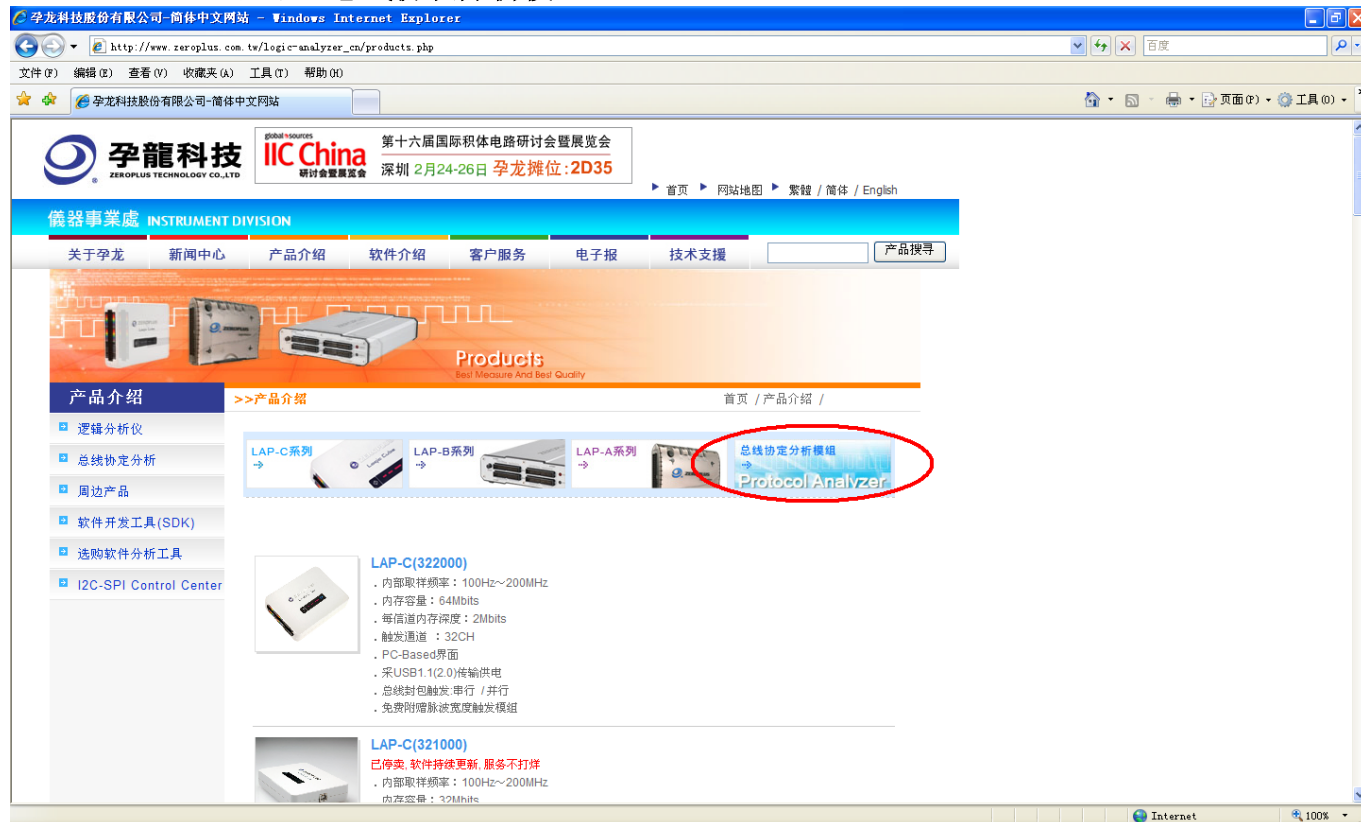 孕龙科技股份有限公司-简体中文网站 - Windows Internet Explorer
http://www.zeroplus.com.tw/logic-analyzer_cn/products.php
百度
文件(F) 编辑(E) 查看(V) 收藏夹(A) 工具(T) 帮助(H)
孕龙科技股份有限公司-简体中文网站
页面(P) 工具(O)
孕龍科技
ZEROPLUS TECHNOLOGY CO.,LTD
global sources
IIC China
研讨会暨展览会
第十六届国际积体电路研讨会暨展览会
深圳 2月24-26日 孕龙摊位:2D35
首页 网站地图 繁體 / 简体 / English
儀器事業處 INSTRUMENT DIVISION
关于孕龙 新闻中心 产品介绍 软件介绍 客户服务 电子报 技术支援 产品搜寻
Products
Best Measure And Best Quality
产品介绍
>>产品介绍
首页 / 产品介绍 /
逻辑分析仪
总线协定分析
周边产品
软件开发工具(SDK)
选购软件分析工具
I2C-SPI Control Center
LAP-C系列
LAP-B系列
LAP-A系列
总线协定分析模组
Protocol Analyzer
LAP-C(322000)
．内部取样频率：100Hz～200MHz
．内存容量：64Mbits
．每信道内存深度：2Mbits
．触发通道 ：32CH
．PC-Based界面
．采USB1.1(2.0)传输供电
．总线封包触发:串行 / 并行
．免费附赠脉波宽度触发模组
LAP-C(321000)
已停卖, 软件持续更新, 服务不打烊
．内部取样频率：100Hz～200MHz
．内存容量：32Mbits
Internet
100%